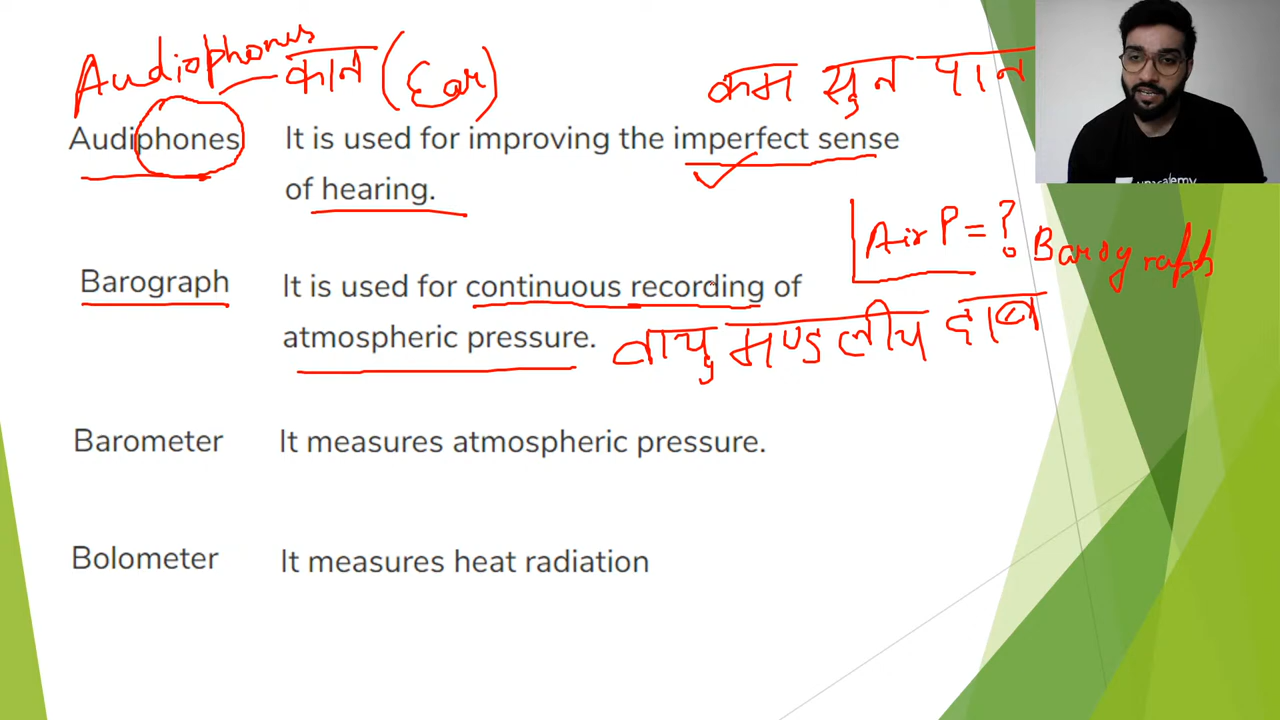 Audiophones कान (Ear)
कम सुन पान
Audiphones It is used for improving the imperfect sense
of hearing.
unacademy
Air P = ? Barograph
Barograph It is used for continuous recording of
atmospheric pressure. वायु मण्डलीय दाब
Barometer It measures atmospheric pressure.
Bolometer It measures heat radiation